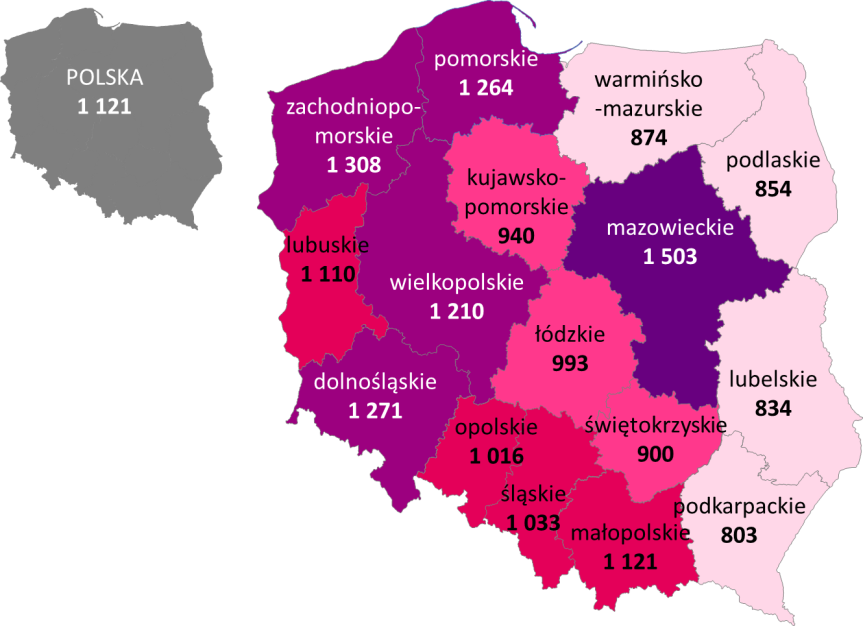 POLSKA
1 121
pomorskie
1 264
zachodniopo-
morskie
1 308
warmińsko
-mazurskie
874
podlaskie
854
kujawsko-
pomorskie
940
mazowieckie
1 503
lubuskie
1 110
wielkopolskie
1 210
łódzkie
993
dolnośląskie
1 271
lubelskie
834
opolskie
1 016
świętokrzyskie
900
śląskie
1 033
małopolskie
1 121
podkarpackie
803